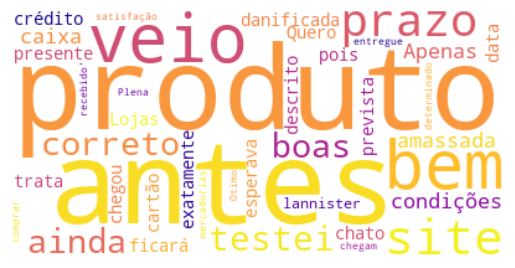 crédito
satisfação
veio
danificada
prazo
caixa
Quero
entregue
Apenas
data
presente
recebido'
Plena
pois
produto
descrito
prevista
correto
Lojas
exatamente
boas
amassada
bem
antes
trata
chegou
cartão
mercadorias
Ótimo
esperava
lannister
condições
determinado
comprar
ainda
ficará
testei
chato
chegam
site